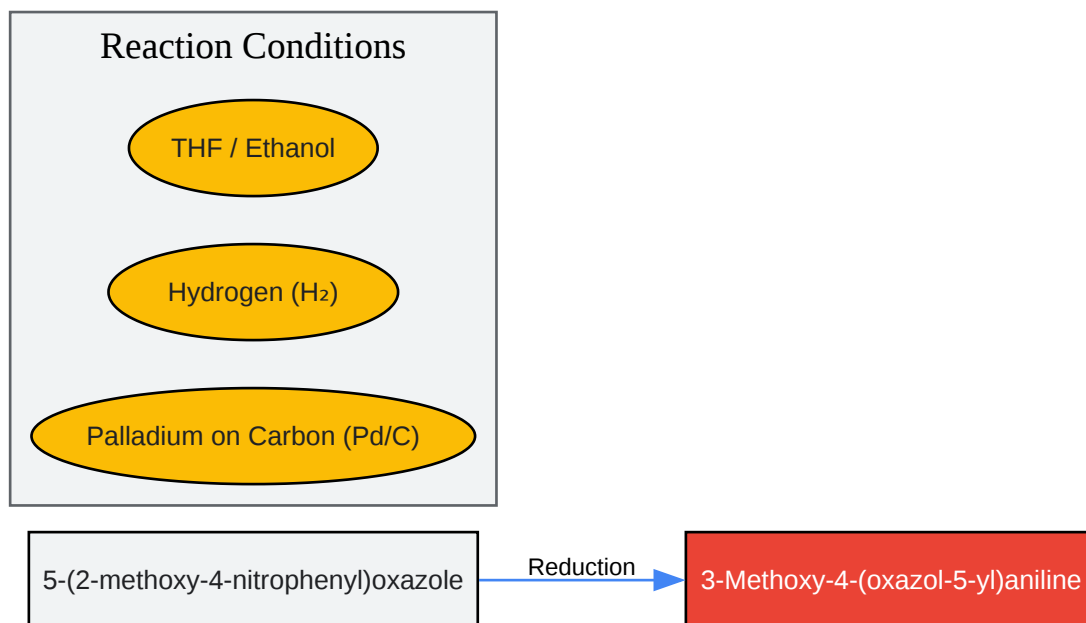 Reaction Conditions
THF / Ethanol
Hydrogen (H₂)
Palladium on Carbon (Pd/C)
5-(2-methoxy-4-nitrophenyl)oxazole
Reduction
3-Methoxy-4-(oxazol-5-yl)aniline